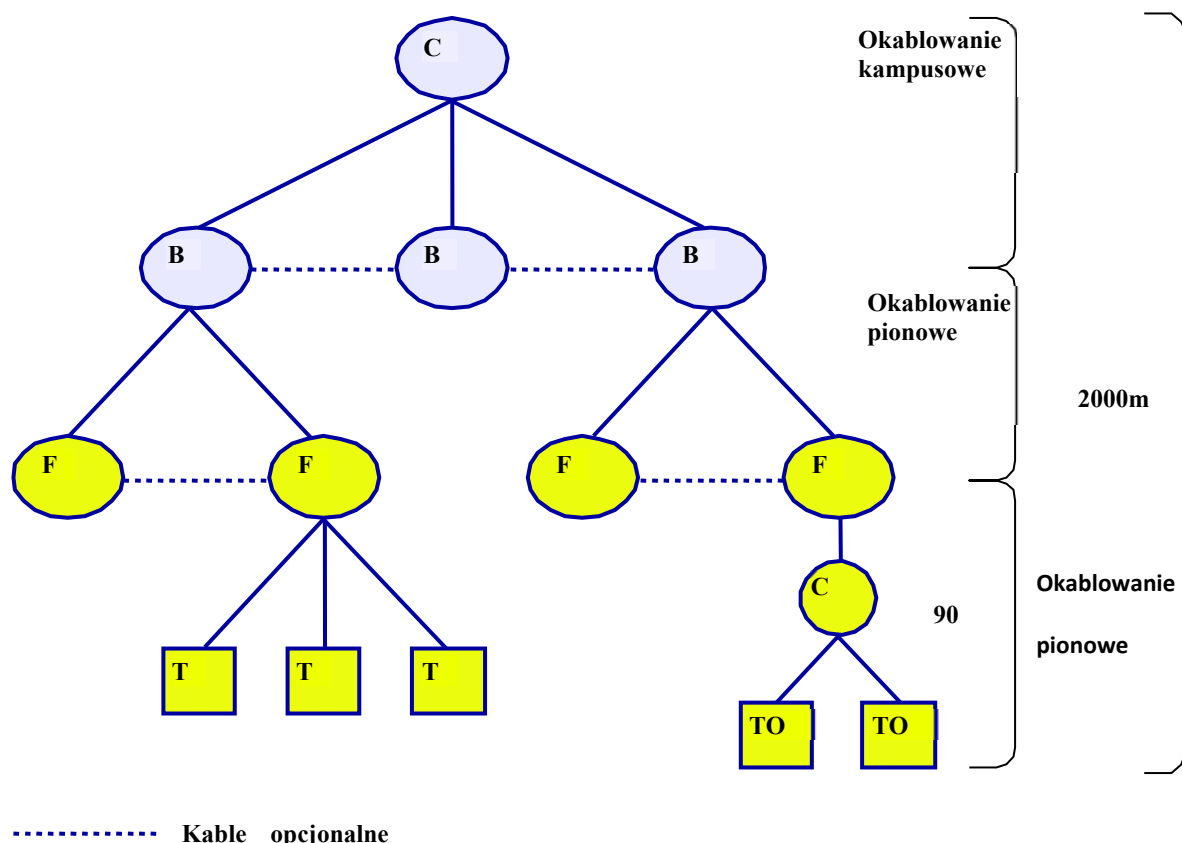 C
Okablowanie
kampusowe
B
B
B
Okablowanie
pionowe
2000m
F
F
F
F
C
90
Okablowanie
pionowe
T
T
T
TO
TO
Kable opcjonalne